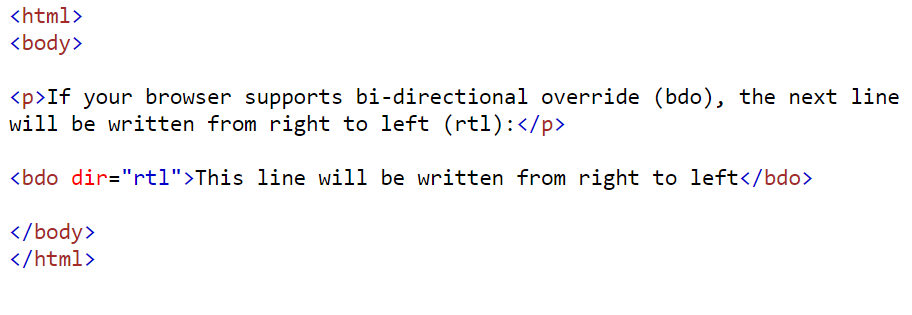 <html>
<body>
<p>If your browser supports bi-directional override (bdo), the next line
will be written from right to left (rtl):</p>
<bdo dir="rtl">This line will be written from right to left</bdo>
</body>
</html>